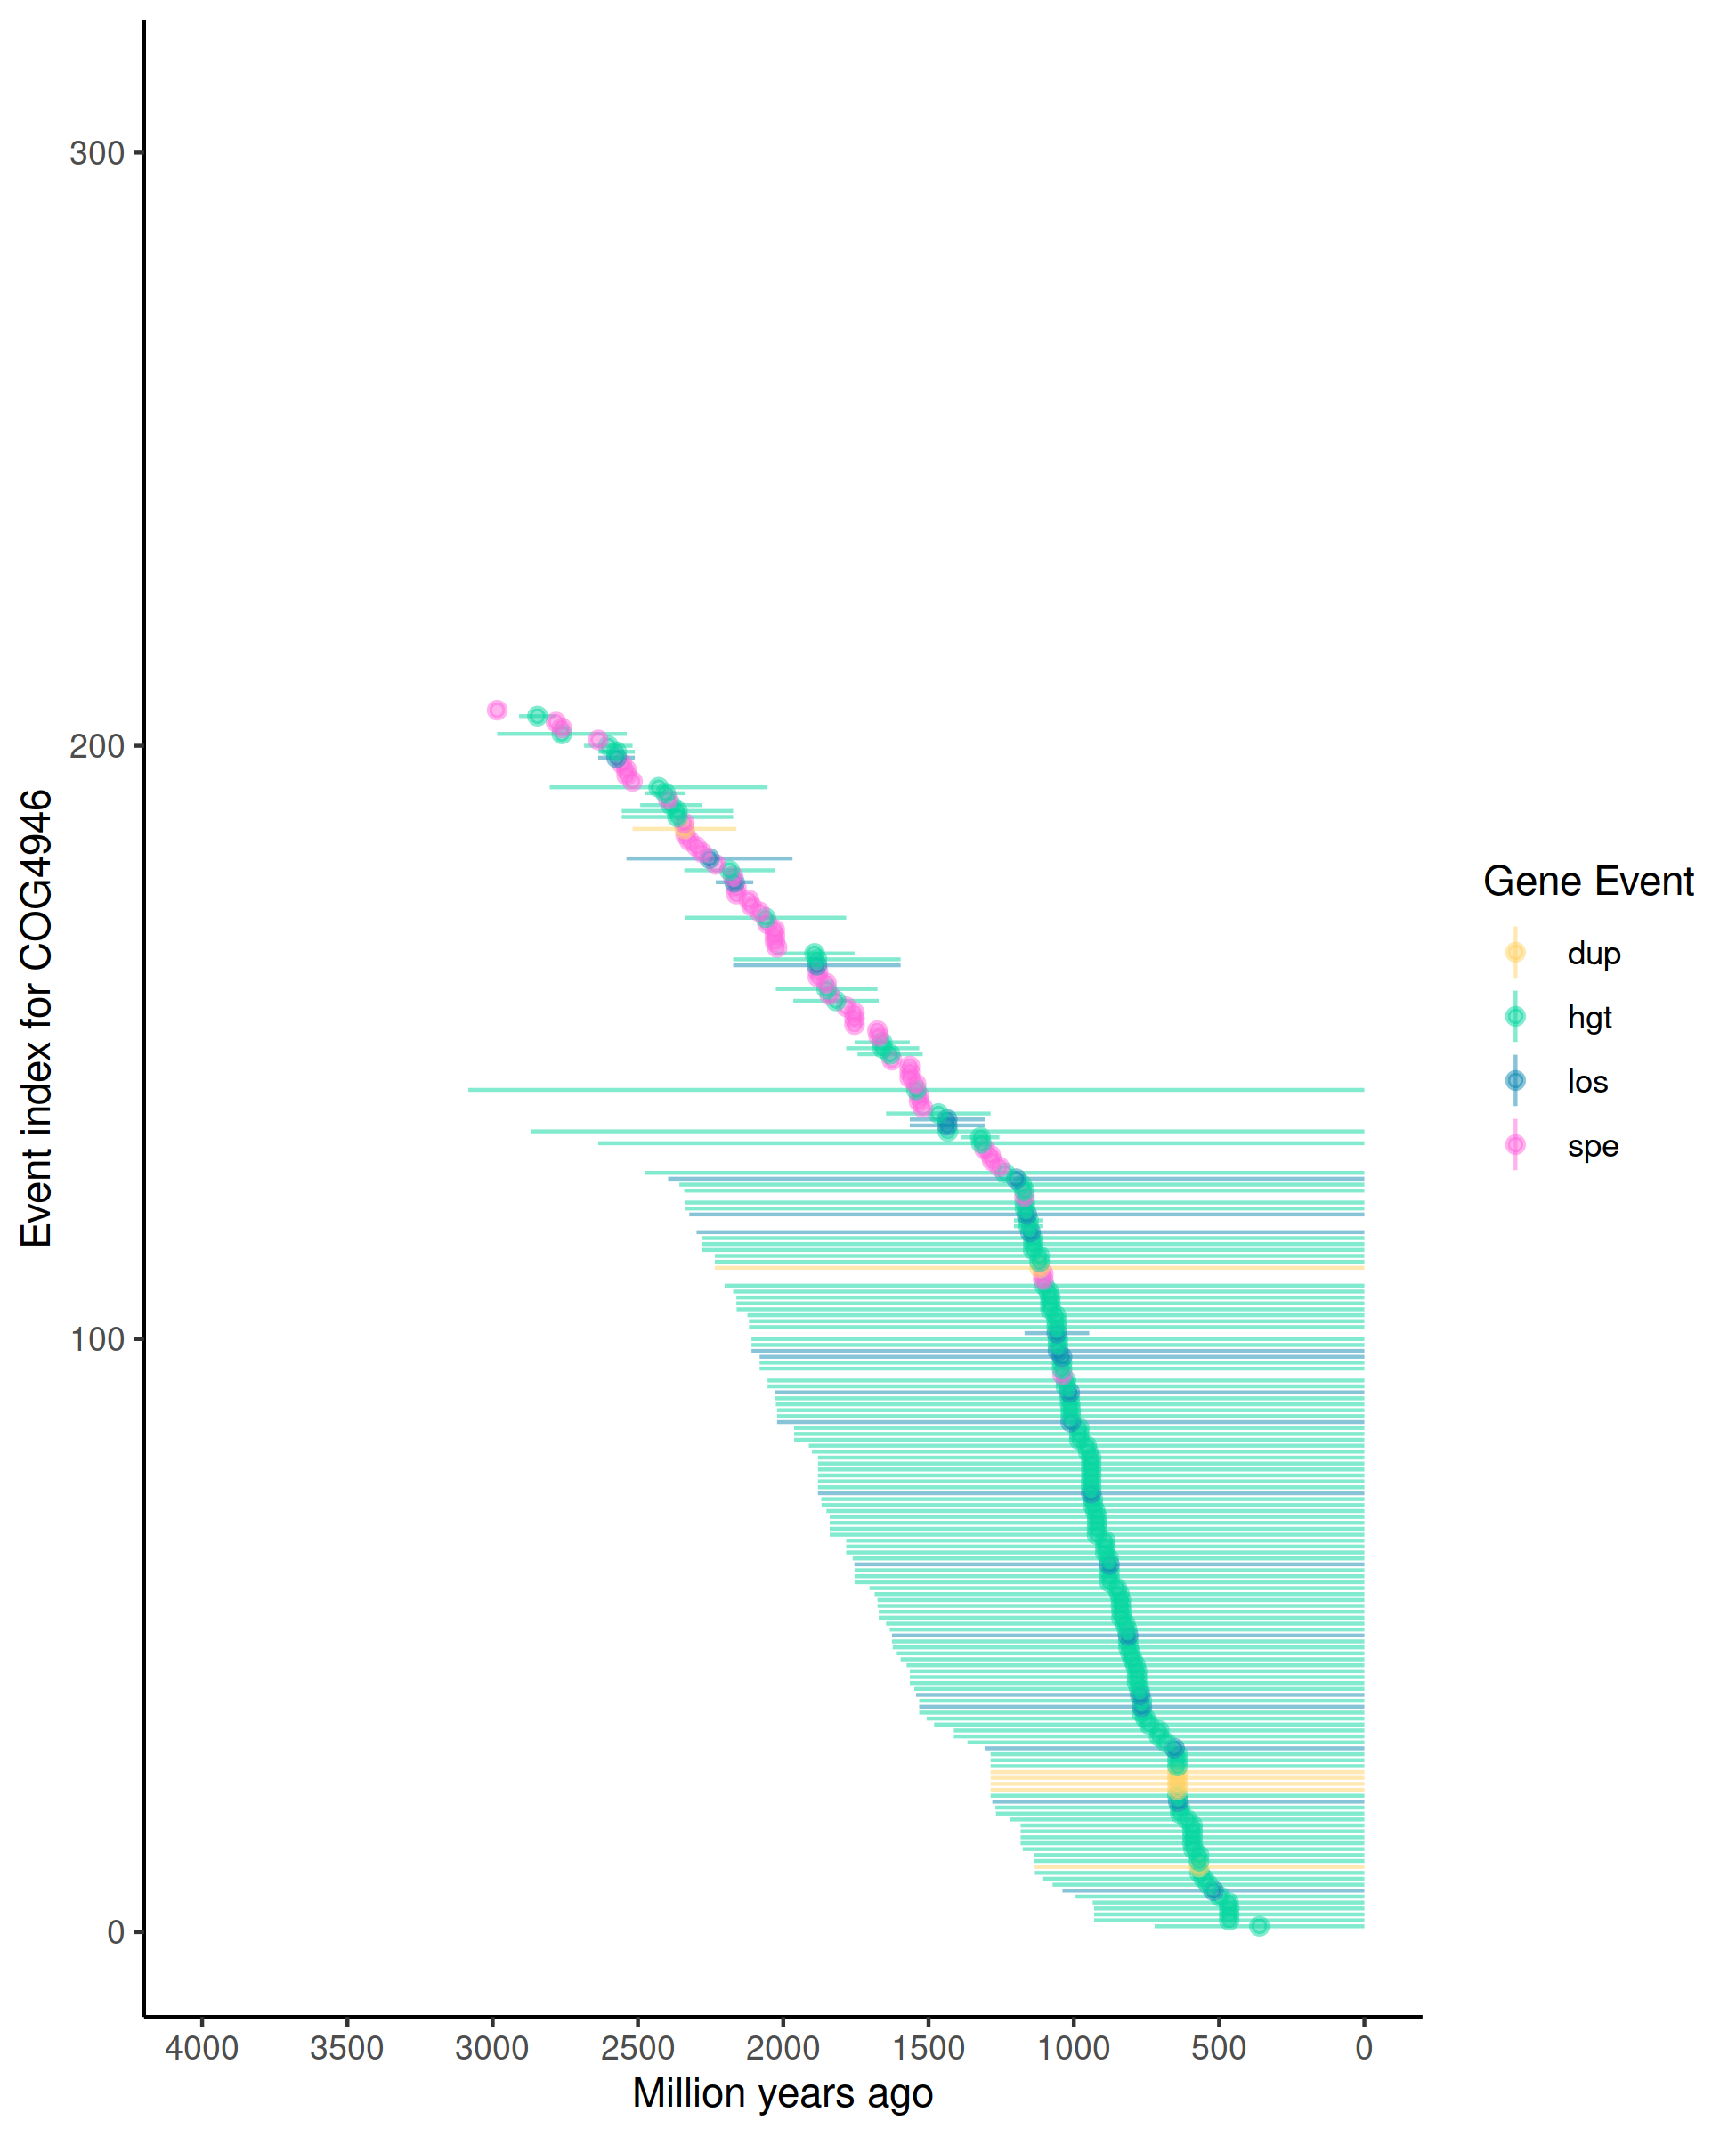 300
200
100
0
Event index for COG4946
4000 3500 3000 2500 2000 1500 1000 500 0
Million years ago
Gene Event
dup
hgt
los
spe